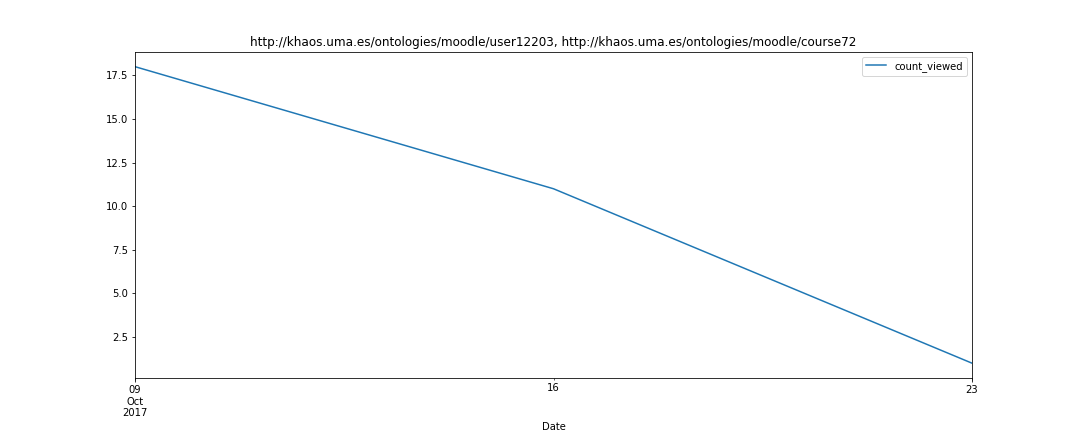 http://khaos.uma.es/ontologies/moodle/user12203, http://khaos.uma.es/ontologies/moodle/course72
count_viewed
17.5
15.0
12.5
10.0
7.5
5.0
2.5
09
Oct
2017
16
23
Date